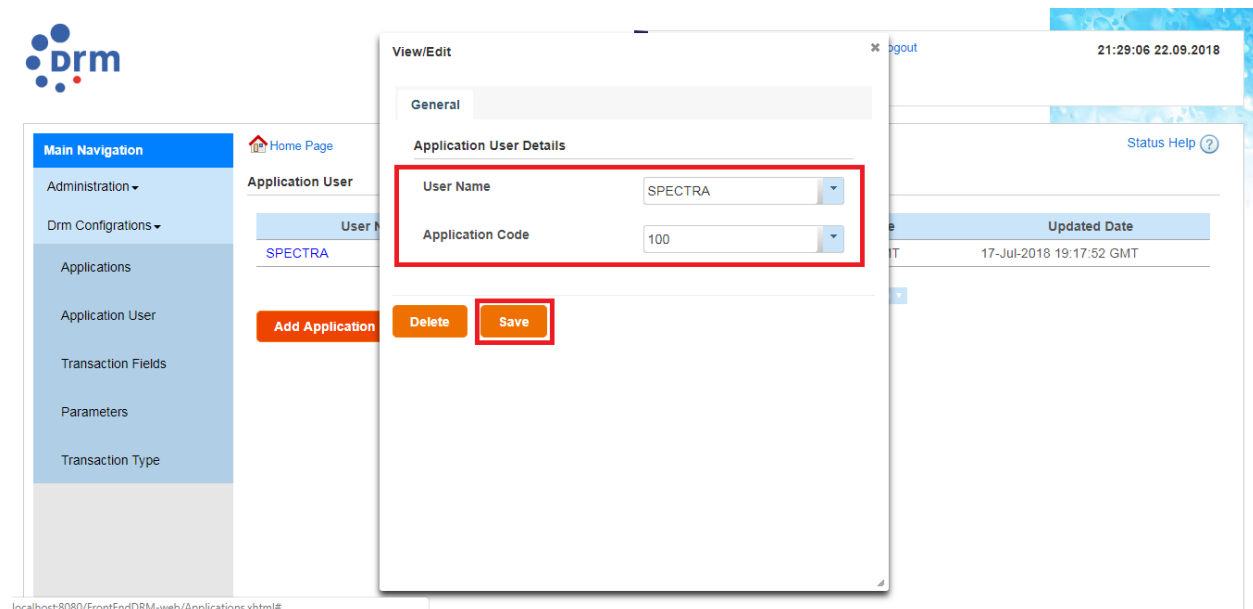 Drm
View/Edit
ogout
21:29:06 22.09.2018
General
Main Navigation
Home Page
Application User Details
Status Help ?
Administration
Application User
User Name
SPECTRA
Drm Configrations
User N
e
Updated Date
Application Code
100
SPECTRA
MT
17-Jul-2018 19:17:52 GMT
Applications
Application User
Add Application
Delete
Save
Transaction Fields
Parameters
Transaction Type
localhost:8080/FrontEndDRM-web/Applications.xhtml#